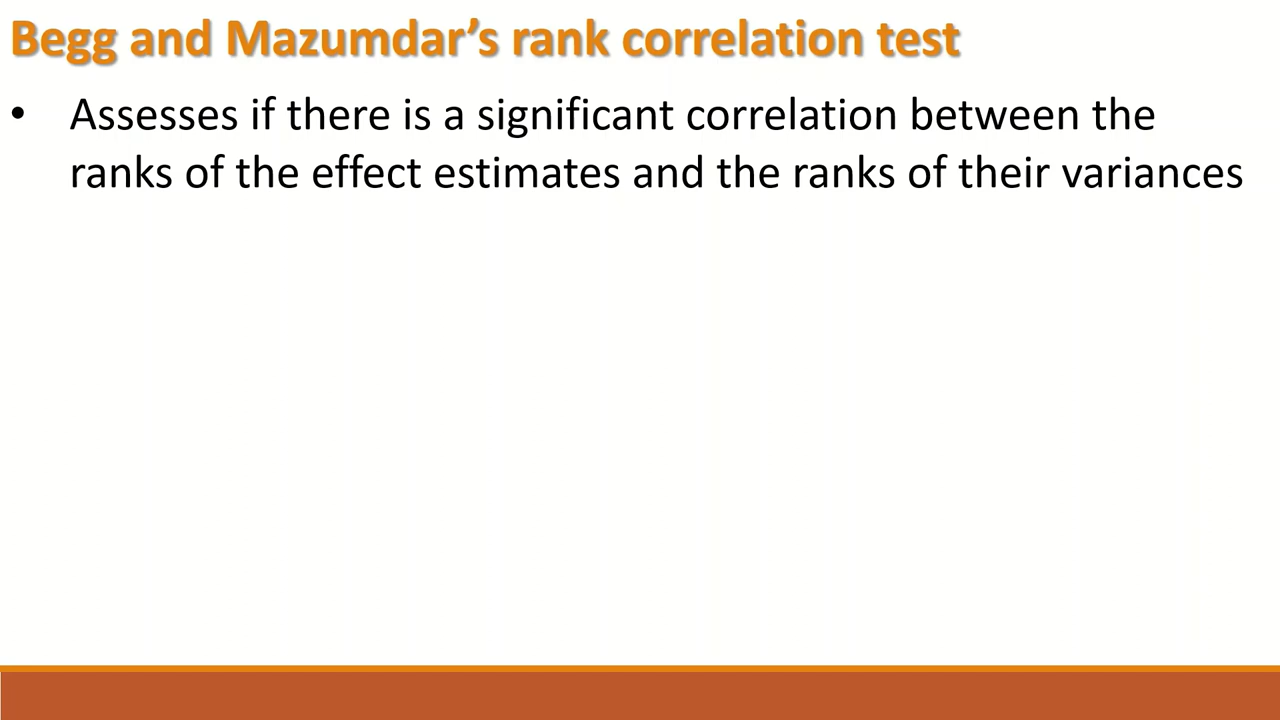 Begg and Mazumdar’s rank correlation test
• Assesses if there is a significant correlation between the
ranks of the effect estimates and the ranks of their variances